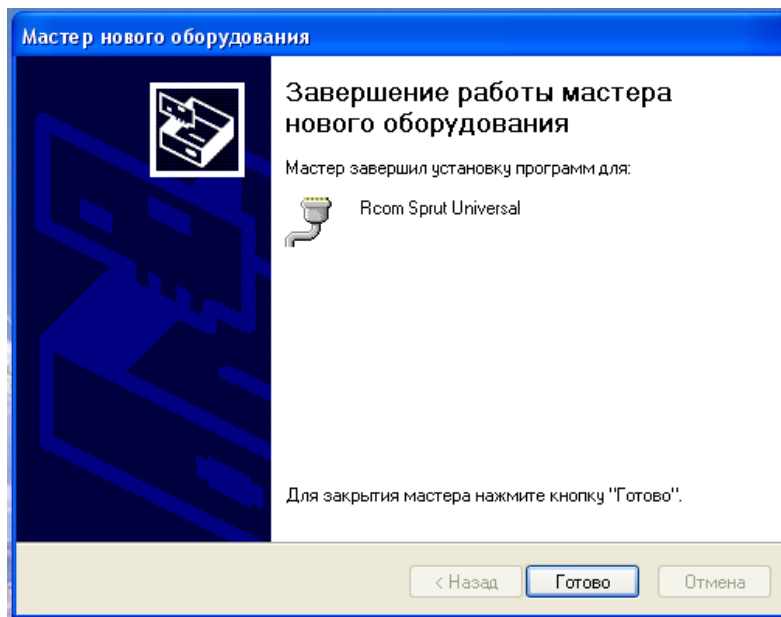 Мастер нового оборудования
Завершение работы мастера
нового оборудования
Мастер завершил установку программ для:
Rcom Sprut Universal
Для закрытия мастера нажмите кнопку "Готово".
< Назад
Готово
Отмена